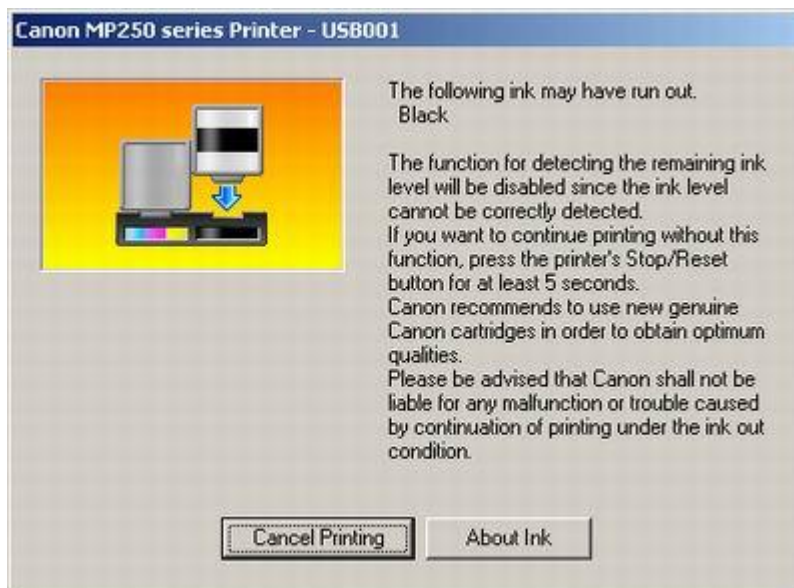 Canon MP250 series Printer - USB001
The following ink may have run out.
Black
The function for detecting the remaining ink
level will be disabled since the ink level
cannot be correctly detected.
If you want to continue printing without this
function, press the printer's Stop/Reset
button for at least 5 seconds.
Canon recommends to use new genuine
Canon cartridges in order to obtain optimum
qualities.
Please be advised that Canon shall not be
liable for any malfunction or trouble caused
by continuation of printing under the ink out
condition.
Cancel Printing
About Ink